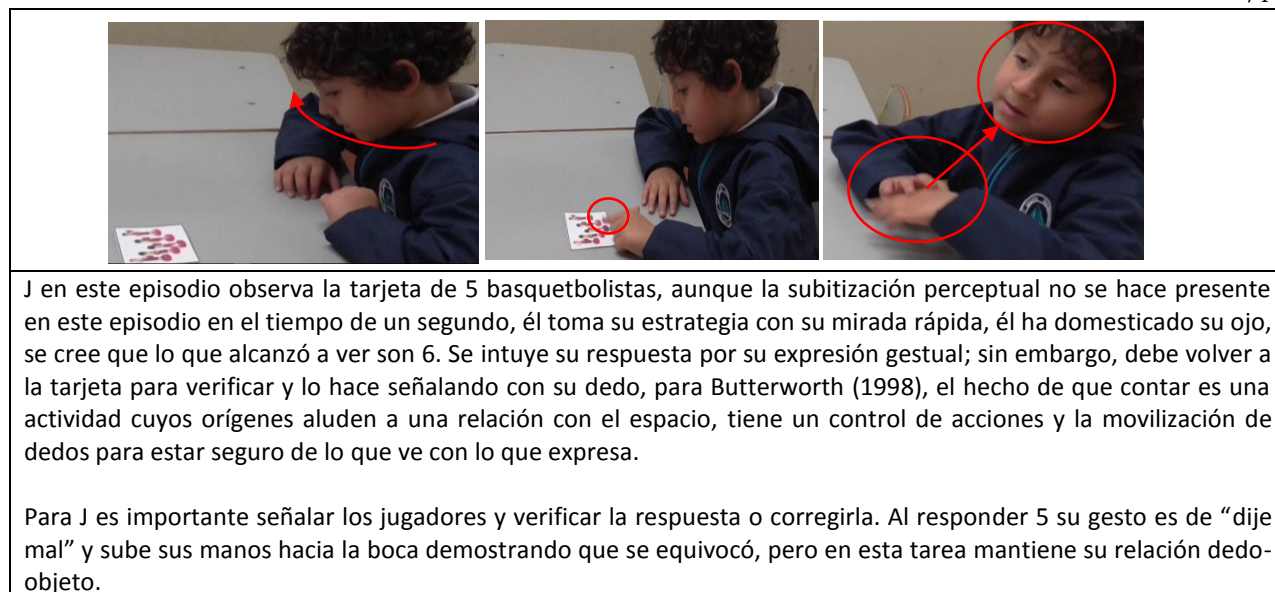 J en este episodio observa la tarjeta de 5 basquetbolistas, aunque la subitización perceptual no se hace presente
en este episodio en el tiempo de un segundo, él toma su estrategia con su mirada rápida, él ha domesticado su ojo,
se cree que lo que alcanzó a ver son 6. Se intuye su respuesta por su expresión gestual; sin embargo, debe volver a
la tarjeta para verificar y lo hace señalando con su dedo, para Butterworth (1998), el hecho de que contar es una
actividad cuyos orígenes aluden a una relación con el espacio, tiene un control de acciones y la movilización de
dedos para estar seguro de lo que ve con lo que expresa.
Para J es importante señalar los jugadores y verificar la respuesta o corregirla. Al responder 5 su gesto es de “dije
mal” y sube sus manos hacia la boca demostrando que se equivocó, pero en esta tarea mantiene su relación dedo-
objeto.